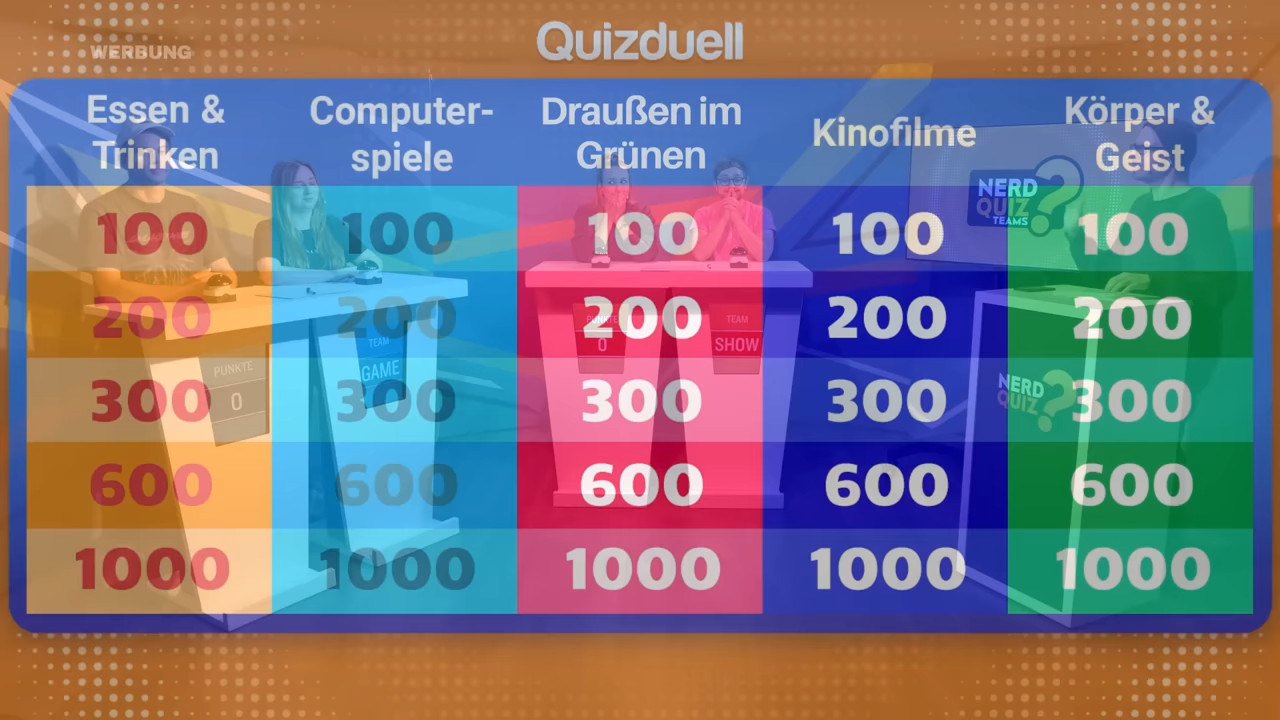 WERBUNG
Quizduell
Essen &
Trinken
Computer-
spiele
Draußen im
Grünen
Kinofilme
Körper &
Geist
100 100 100 100 100
200 200 200 200 200
300 300 300 300 300
600 600 600 600 600
1000 1000 1000 1000 1000
NERD
QUIZ
TEAMS
?
PUNKTE
0
TEAM
GAME
PUNKTE
0
TEAM
SHOW
NERD
QUIZ
?